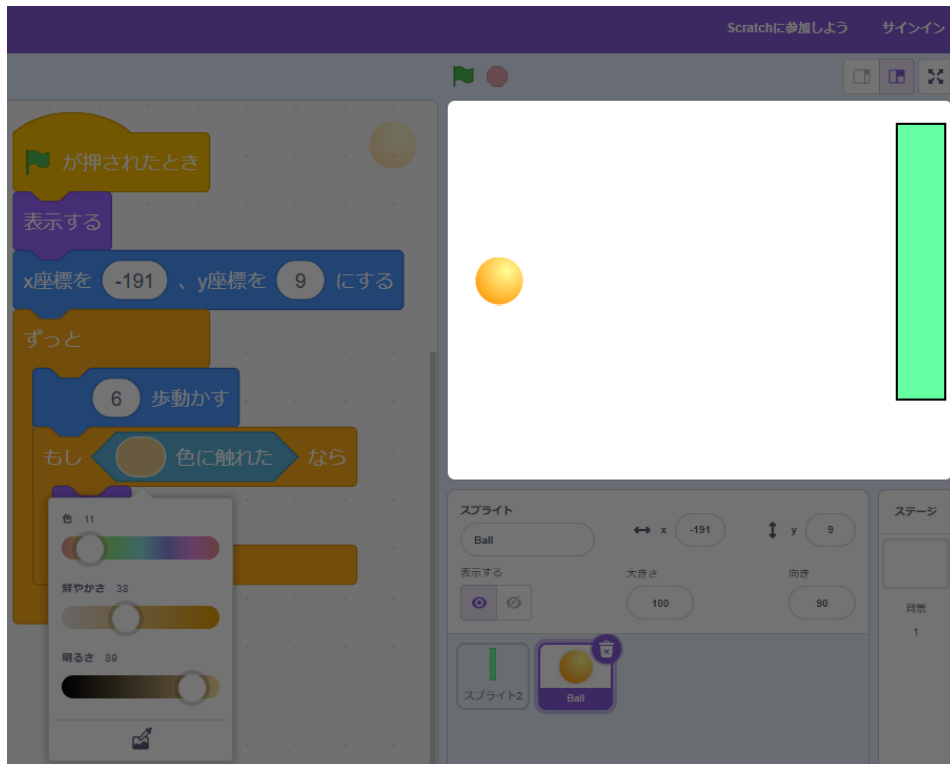 Scratchに参加しよう サインイン
が押されたとき
表示する
x座標を -191 、y座標を 9 にする
ずっと
6 歩動かす
もし 色に触れた なら
色 11
鮮やかさ 38
明るさ 89
スプライト
Ball
x -191
y 9
表示する
大きさ
100
向き
90
スプライト2
Ball
ステージ
背景
1